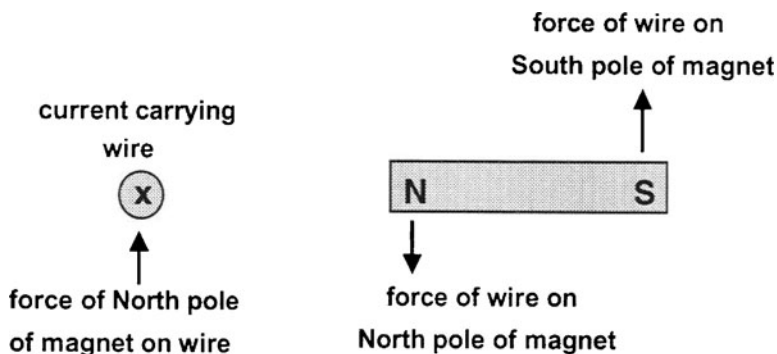 force of wire on
South pole of magnet
current carrying
wire
x
N
S
force of North pole
of magnet on wire
force of wire on
North pole of magnet